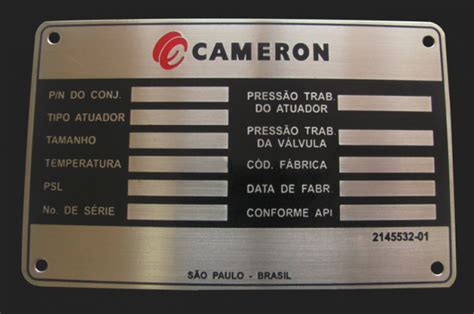 CAMERON
P/N DO CONJ.
TIPO ATUADOR
TAMANHO
TEMPERATURA
PSL
No. DE SÉRIE
PRESSÃO TRAB.
DO ATUADOR
PRESSÃO TRAB.
DA VÁLVULA
CÓD. FÁBRICA
DATA DE FABR.
CONFORME API
2145532-01
SÃO PAULO - BRASIL